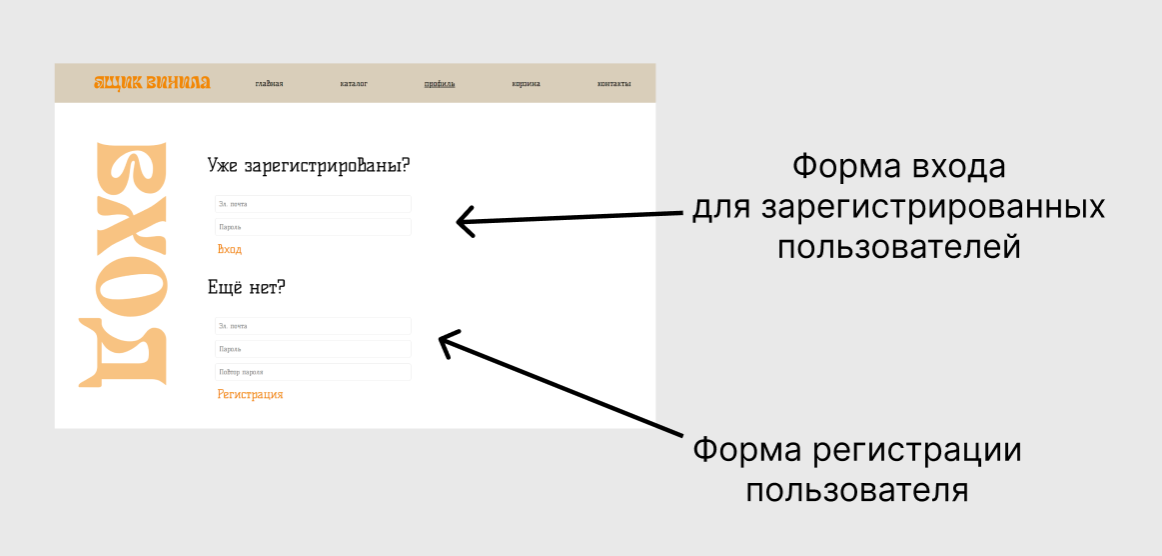 ящик винила главная каталог профиль корзина контакты
ВХОД
Уже зарегистрированы?
Эл. почта
Пароль
Вход
Ещё нет?
Эл. почта
Пароль
Повтор пароля
Регистрация
Форма входа
для зарегистрированных
пользователей
Форма регистрации
пользователя